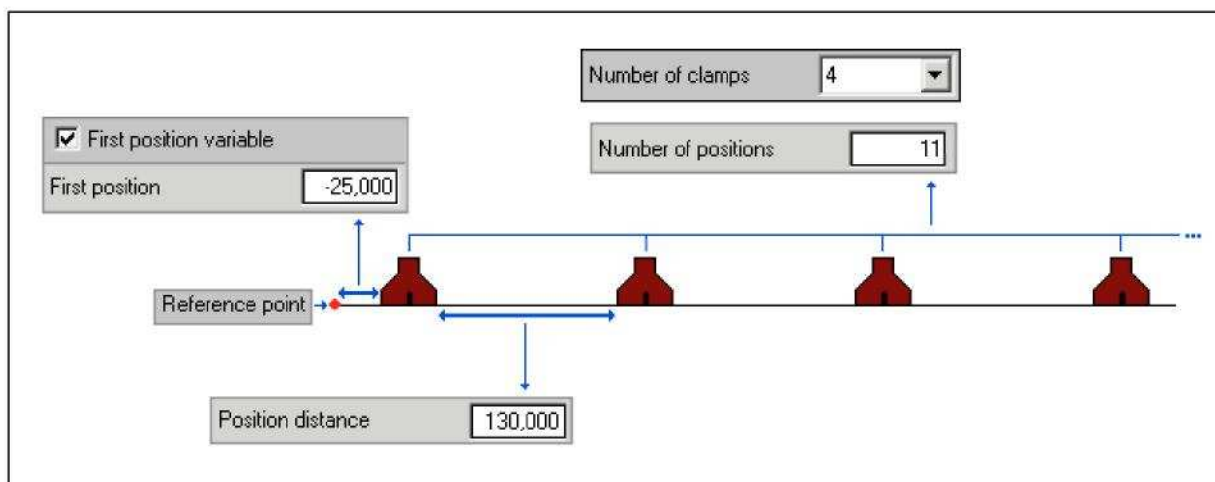 Number of clamps 4
First position variable
Number of positions 11
First position -25,000
...
Reference point
Position distance 130,000